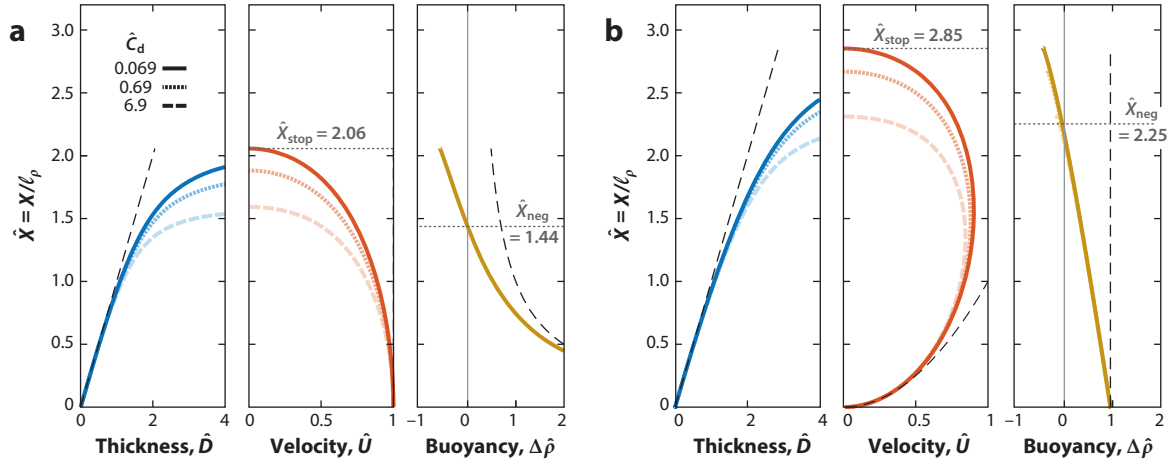 a
Ĉd
0.069
0.69
6.9
X̂ = X/ℓρ
3.0
2.5
2.0
1.5
1.0
0.5
0
X̂stop = 2.06
X̂neg
= 1.44
0 2 4
0 0.5 1
−1 0 1 2
Thickness, D̂
Velocity, Û
Buoyancy, Δρ̂
b
X̂ = X/ℓρ
3.0
2.5
2.0
1.5
1.0
0.5
0
X̂stop = 2.85
X̂neg
= 2.25
0 2 4
0 0.5 1
−1 0 1 2
Thickness, D̂
Velocity, Û
Buoyancy, Δρ̂